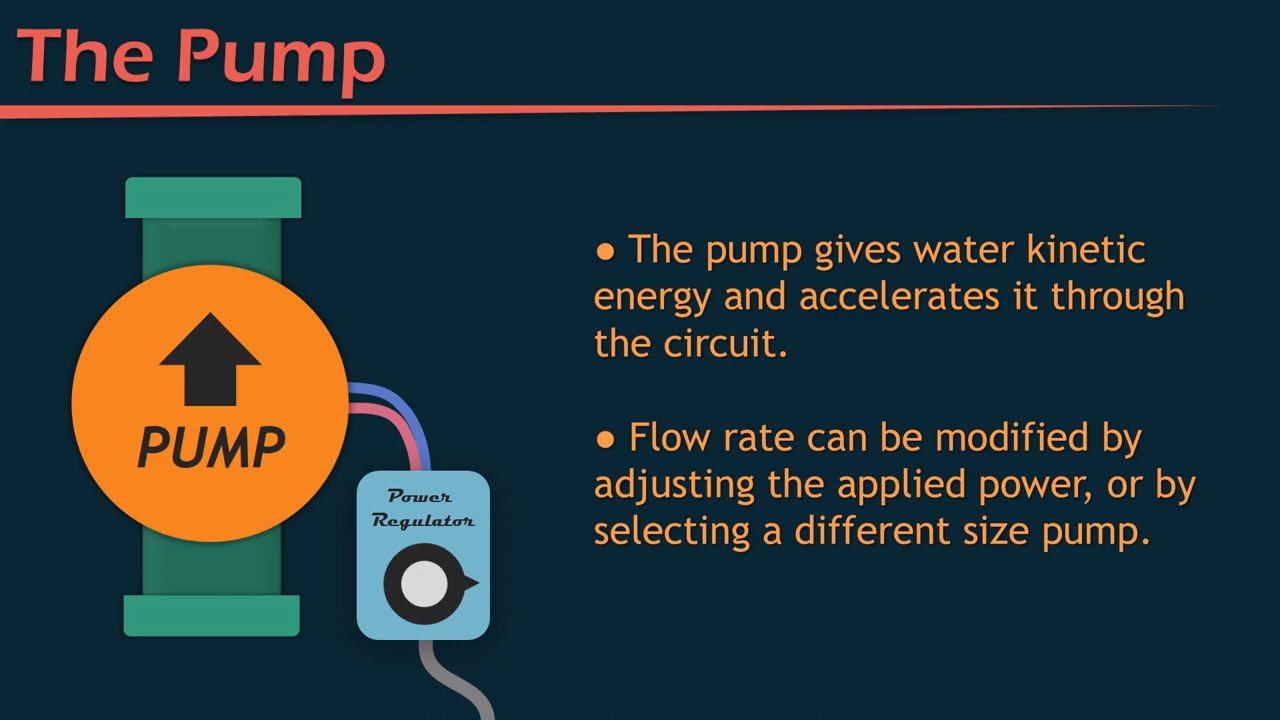 The Pump
● The pump gives water kinetic
energy and accelerates it through
the circuit.
● Flow rate can be modified by
adjusting the applied power, or by
selecting a different size pump.
PUMP
Power
Regulator